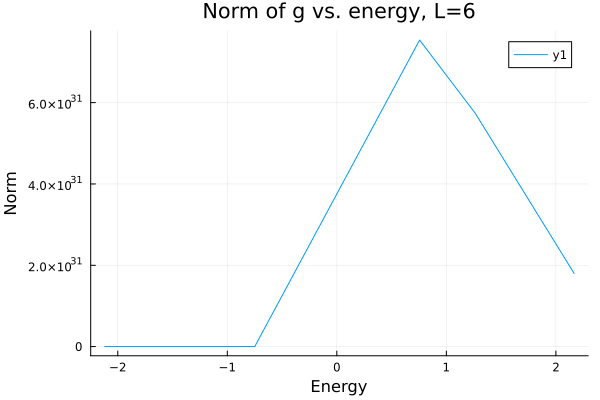 Norm of g vs. energy, L=6
y1
6.0×10³¹
4.0×10³¹
2.0×10³¹
0
Norm
−2 −1 0 1 2
Energy